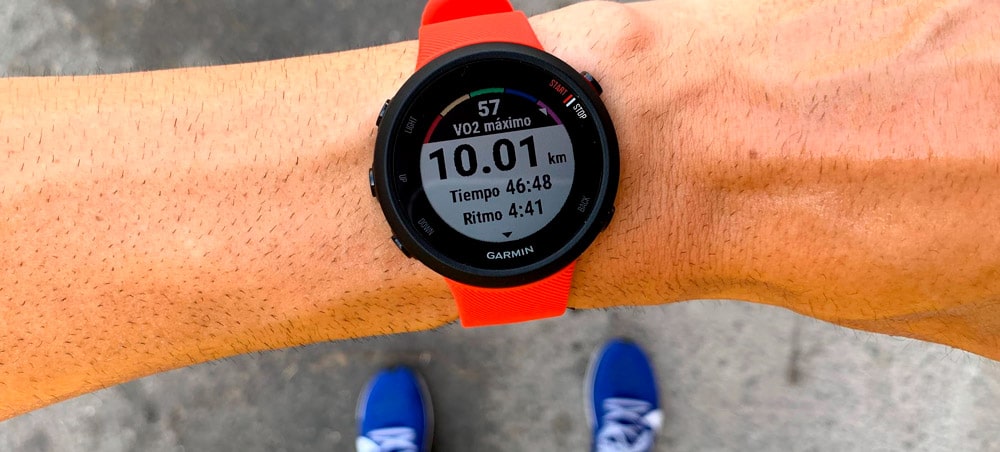 57
VO2 máximo
10.01 km
Tiempo 46:48
Ritmo 4:41
GARMIN
LIGHT
UP
DOWN
START
STOP
BACK